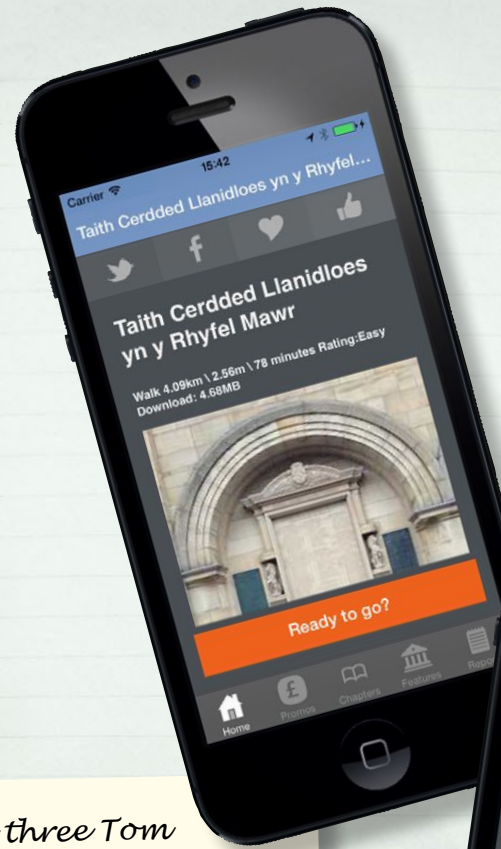 Carrier 15:42
Taith Cerdded Llanidloes yn y Rhyfel...
f
Taith Cerdded Llanidloes
yn y Rhyfel Mawr
Walk 4.09km \ 2.56m \ 78 minutes Rating:Easy
Download: 4.68MB
Ready to go?
£
Home Promos Chapters Features
three Tom